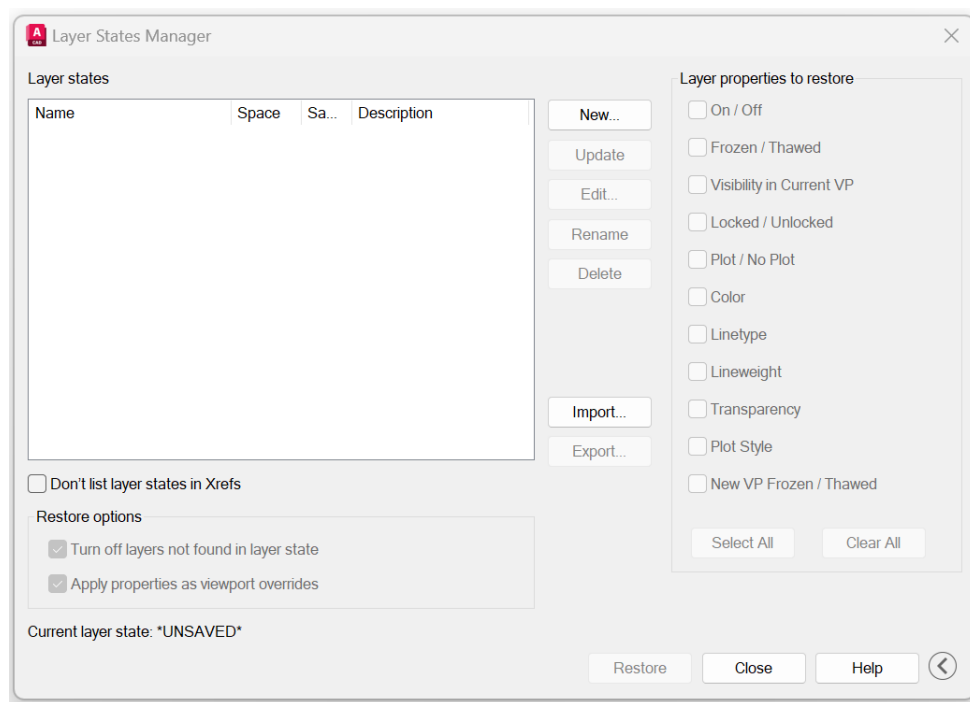 A
CAD
Layer States Manager
Layer states
Name Space Sa... Description
New...
Update
Edit...
Rename
Delete
Import...
Export...
Don't list layer states in Xrefs
Restore options
Turn off layers not found in layer state
Apply properties as viewport overrides
Current layer state: *UNSAVED*
Layer properties to restore
On / Off
Frozen / Thawed
Visibility in Current VP
Locked / Unlocked
Plot / No Plot
Color
Linetype
Lineweight
Transparency
Plot Style
New VP Frozen / Thawed
Select All Clear All
Restore Close Help